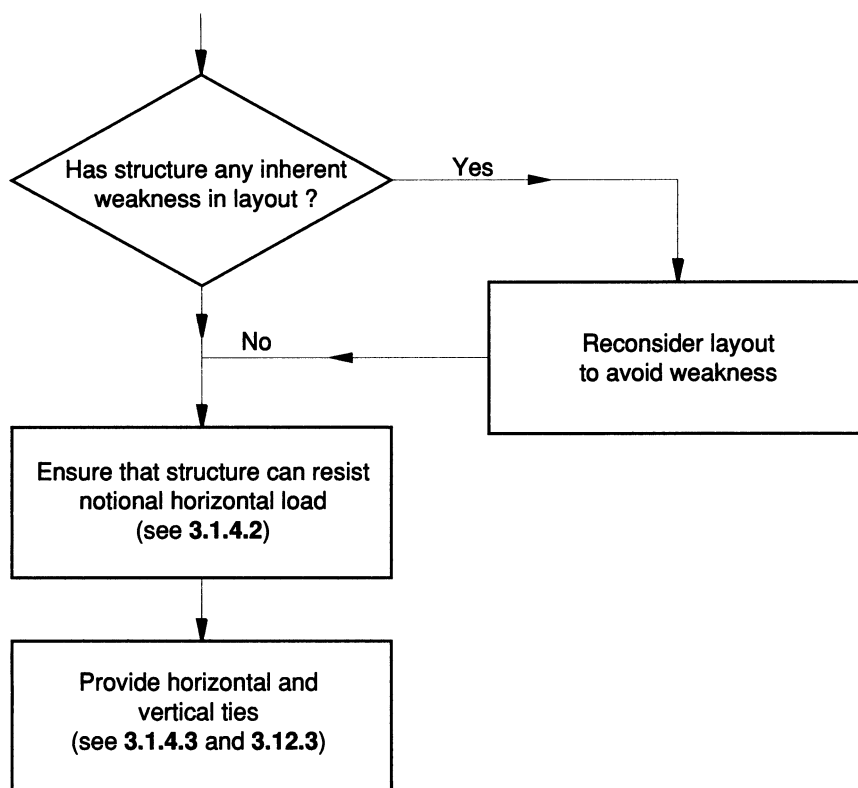 Has structure any inherent
weakness in layout ?
Yes
No
Reconsider layout
to avoid weakness
Ensure that structure can resist
notional horizontal load
(see 3.1.4.2)
Provide horizontal and
vertical ties
(see 3.1.4.3 and 3.12.3)